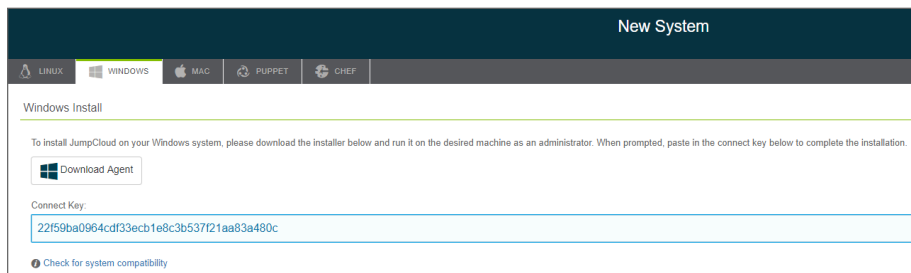 New System
LINUX WINDOWS MAC PUPPET CHEF
Windows Install
To install JumpCloud on your Windows system, please download the installer below and run it on the desired machine as an administrator. When prompted, paste in the connect key below to complete the installation.
Download Agent
Connect Key:
22f59ba0964cdf33ecb1e8c3b537f21aa83a480c
Check for system compatibility